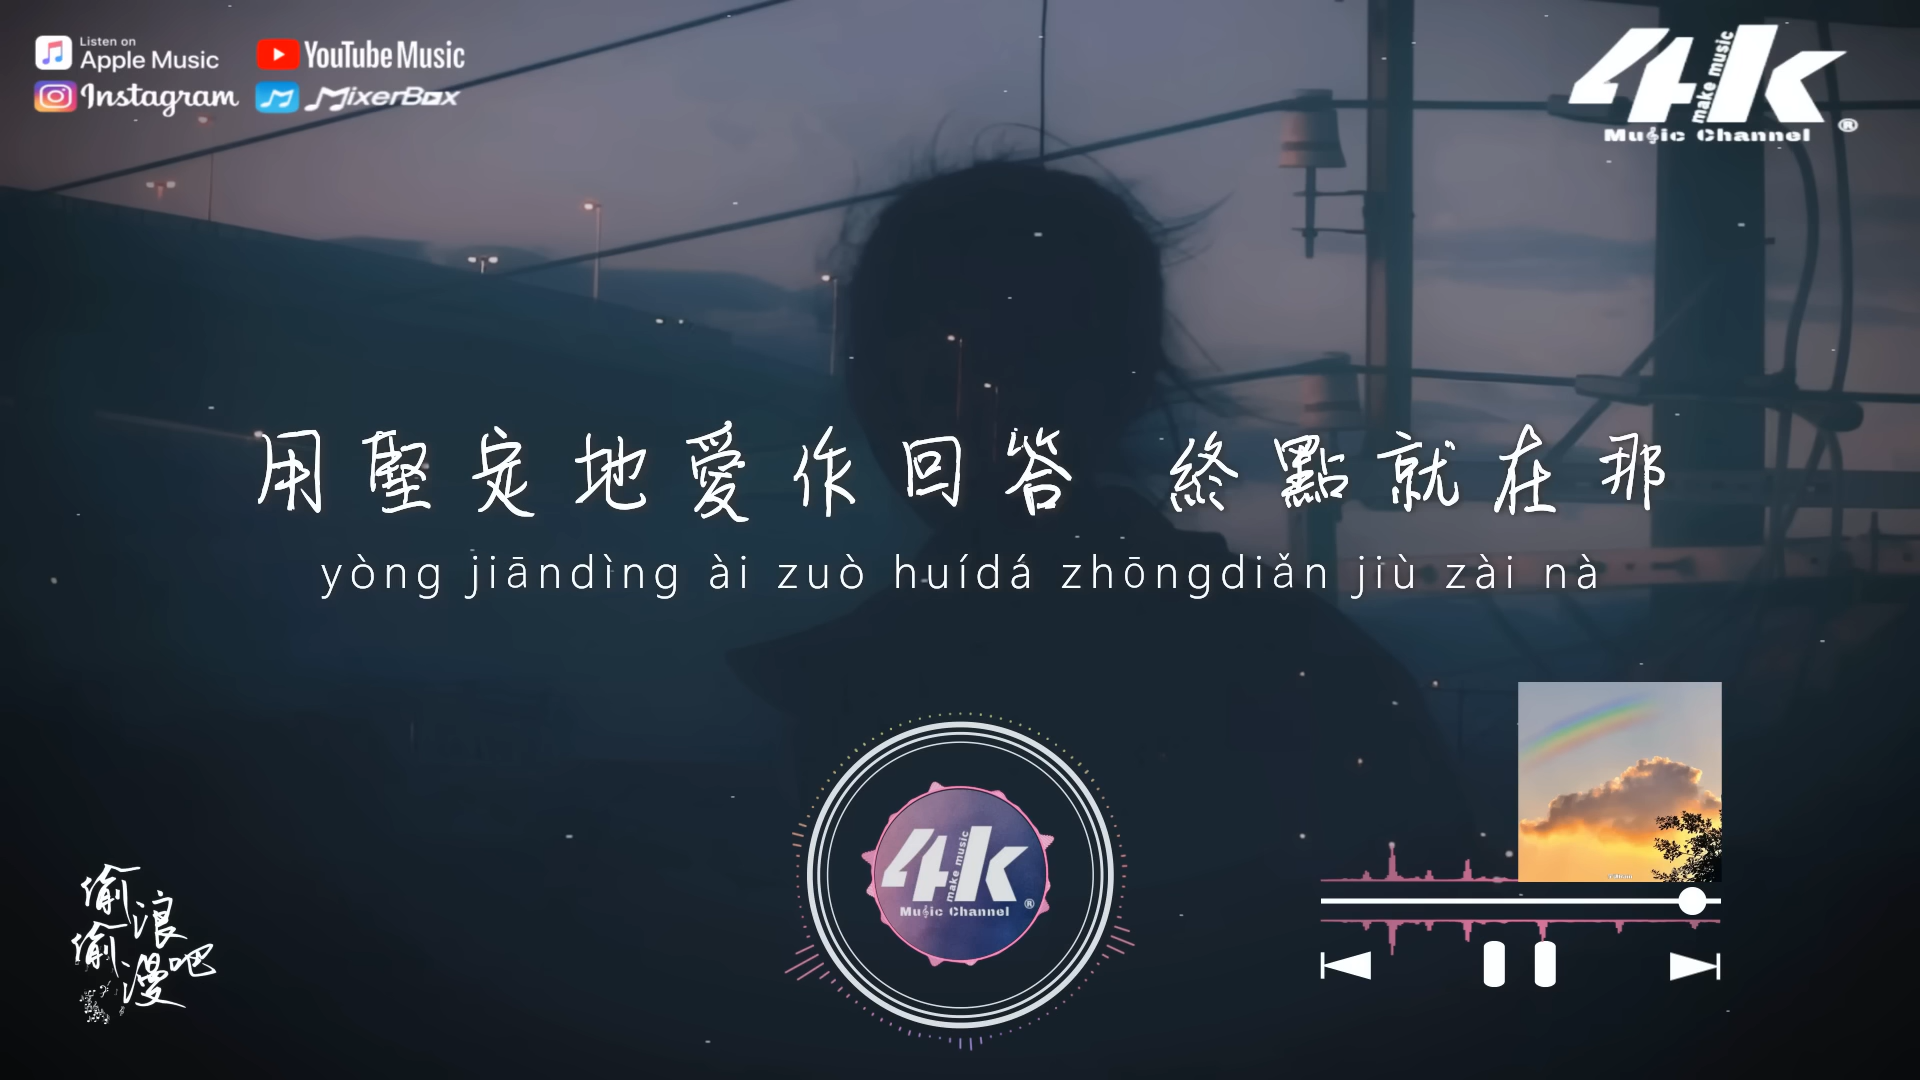 Listen on
Apple Music
YouTube Music
Instagram
MixerBox
4k
make music
Music Channel ®
用堅定地愛作回答 終點就在那
yòng jiāndìng ài zuò huídá zhōngdiǎn jiù zài nà
4k
make music
Music Channel ®
偷偷浪漫吧